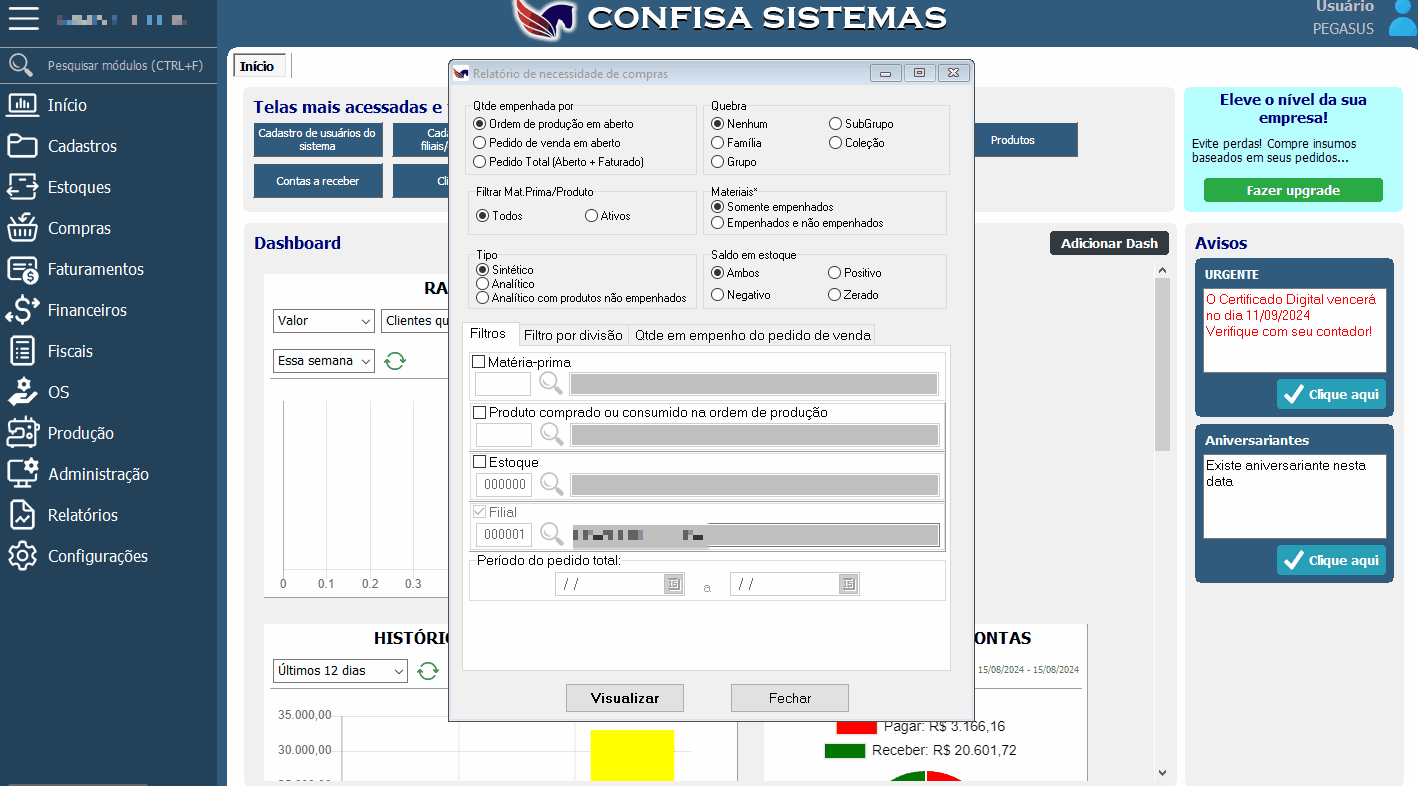 CONFISA SISTEMAS
Usuário
PEGASUS
Pesquisar módulos (CTRL+F)
Início
Cadastros
Estoques
Compras
Faturamentos
Financeiros
Fiscais
OS
Produção
Administração
Relatórios
Configurações
Início
Telas mais acessadas e
Cadastro de usuários do
sistema
Contas a receber
Produtos
Dashboard
Adicionar Dash
Valor
Clientes qu
Essa semana
0 0.1 0.2 0.3
Últimos 12 dias
35.000,00
30.000,00
15/08/2024 - 15/08/2024
Pagar: R$ 3.166,16
Receber: R$ 20.601,72
Relatório de necessidade de compras
Qtde empenhada por
Ordem de produção em aberto
Pedido de venda em aberto
Pedido Total (Aberto + Faturado)
Quebra
Nenhum
SubGrupo
Família
Coleção
Grupo
Filtrar Mat.Prima/Produto
Todos
Ativos
Materiais*
Somente empenhados
Empenhados e não empenhados
Tipo
Sintético
Analítico
Analítico com produtos não empenhados
Saldo em estoque
Ambos
Positivo
Negativo
Zerado
Filtros
Filtro por divisão
Qtde em empenho do pedido de venda
Matéria-prima
Produto comprado ou consumido na ordem de produção
Estoque
000000
Filial
000001
Período do pedido total:
/ /
a
/ /
Visualizar
Fechar
Eleve o nível da sua
empresa!
Evite perdas! Compre insumos
baseados em seus pedidos...
Fazer upgrade
Avisos
URGENTE
O Certificado Digital vencerá
no dia 11/09/2024
Verifique com seu contador!
Clique aqui
Aniversariantes
Existe aniversariante nesta
data
Clique aqui